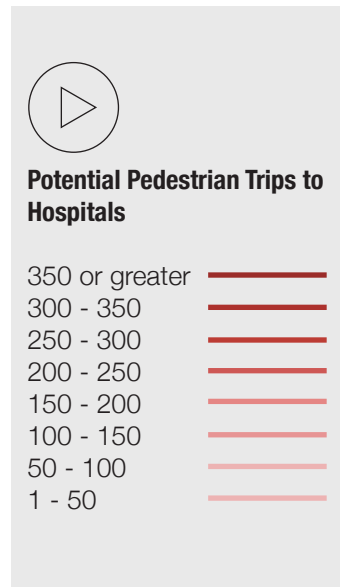 Potential Pedestrian Trips to
Hospitals
350 or greater
300 - 350
250 - 300
200 - 250
150 - 200
100 - 150
50 - 100
1 - 50